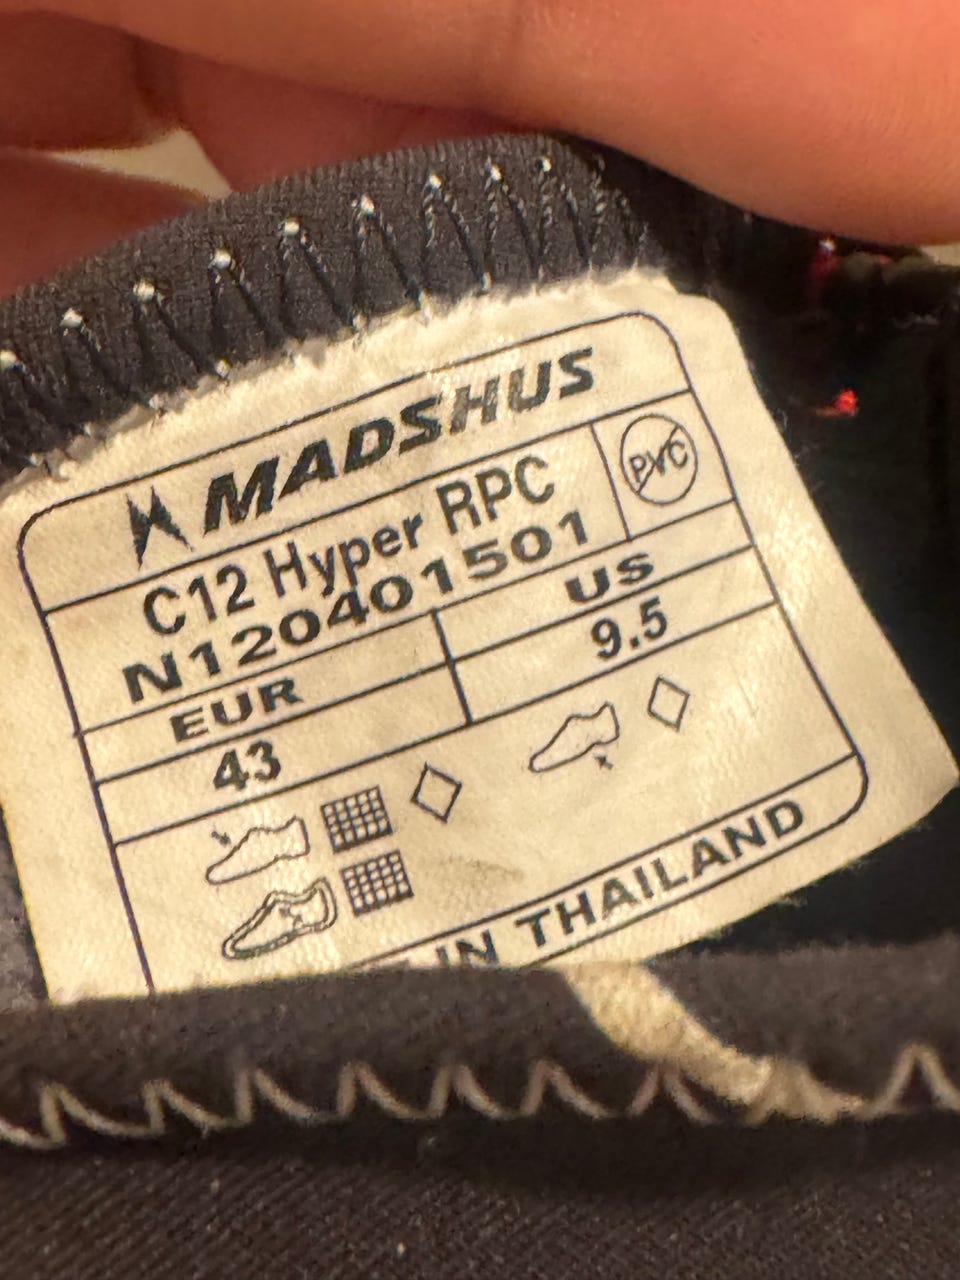 MADSHUS
C12 Hyper RPC
PVC
N120401501
EUR US
43 9.5
IN THAILAND